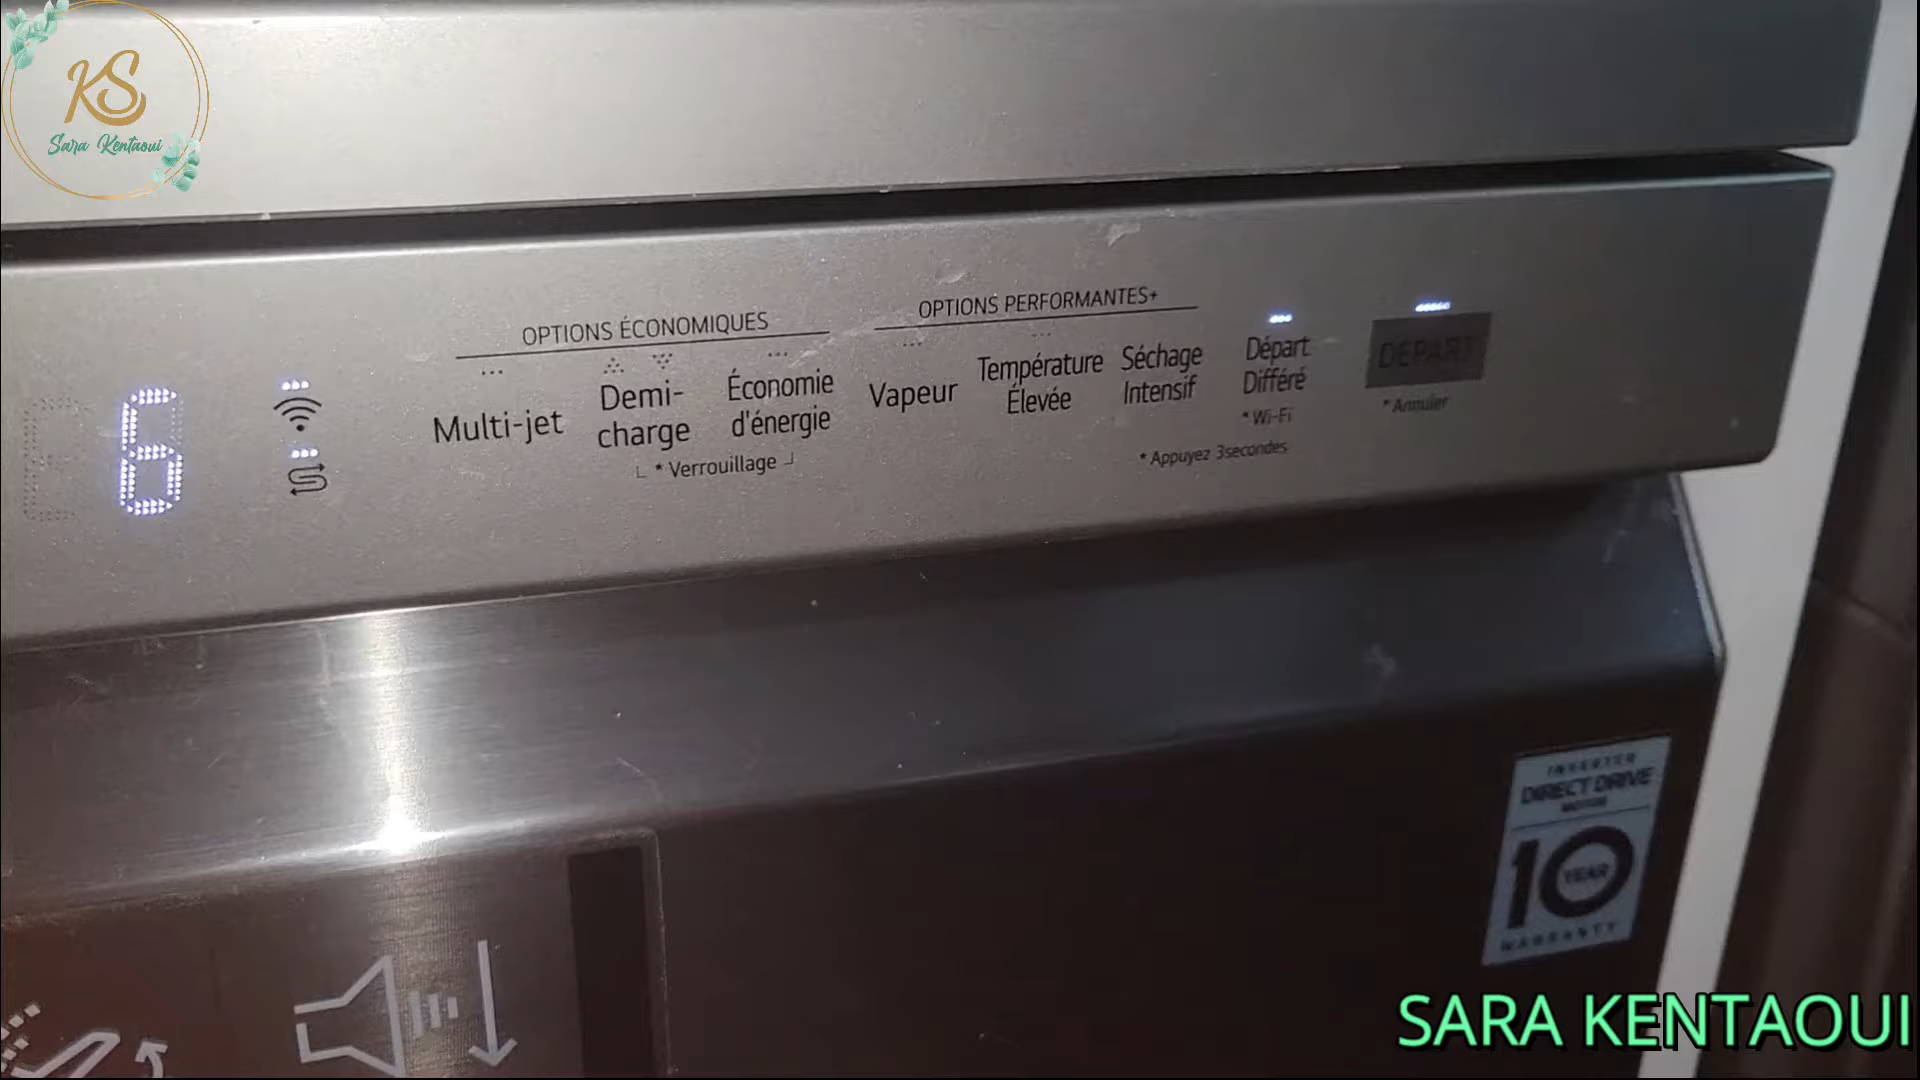 KS
Sara Kentaoui
6
OPTIONS ÉCONOMIQUES
OPTIONS PERFORMANTES+
Multi-jet
Demi-
charge
Économie
d'énergie
* Verrouillage
Vapeur
Température
Élevée
Séchage
Intensif
Départ
Différé
* Wi-Fi
* Appuyez 3secondes
DÉPART
* Annuler
INVERTER
DIRECT DRIVE
MOTOR
10
YEAR
WARRANTY
SARA KENTAOUI